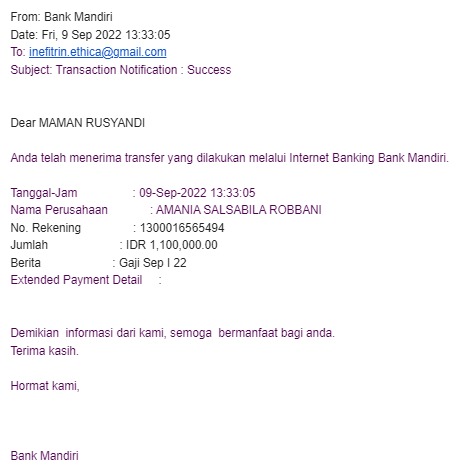 From: Bank Mandiri
Date: Fri, 9 Sep 2022 13:33:05
To: inefitrin.ethica@gmail.com
Subject: Transaction Notification : Success
Dear MAMAN RUSYANDI
Anda telah menerima transfer yang dilakukan melalui Internet Banking Bank Mandiri.
Tanggal-Jam : 09-Sep-2022 13:33:05
Nama Perusahaan : AMANIA SALSABILA ROBBANI
No. Rekening : 1300016565494
Jumlah : IDR 1,100,000.00
Berita : Gaji Sep I 22
Extended Payment Detail :
Demikian informasi dari kami, semoga bermanfaat bagi anda.
Terima kasih.
Hormat kami,
Bank Mandiri